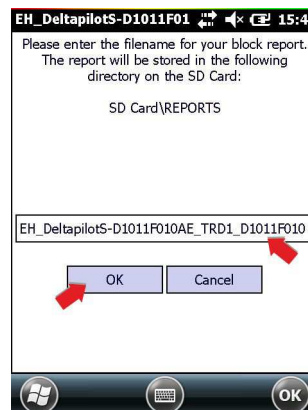 EH_DeltapilotS-D1011F01 15:4
Please enter the filename for your block report.
The report will be stored in the following
directory on the SD Card:
SD Card\REPORTS
EH_DeltapilotS-D1011F010AE_TRD1_D1011F010
OK Cancel
OK